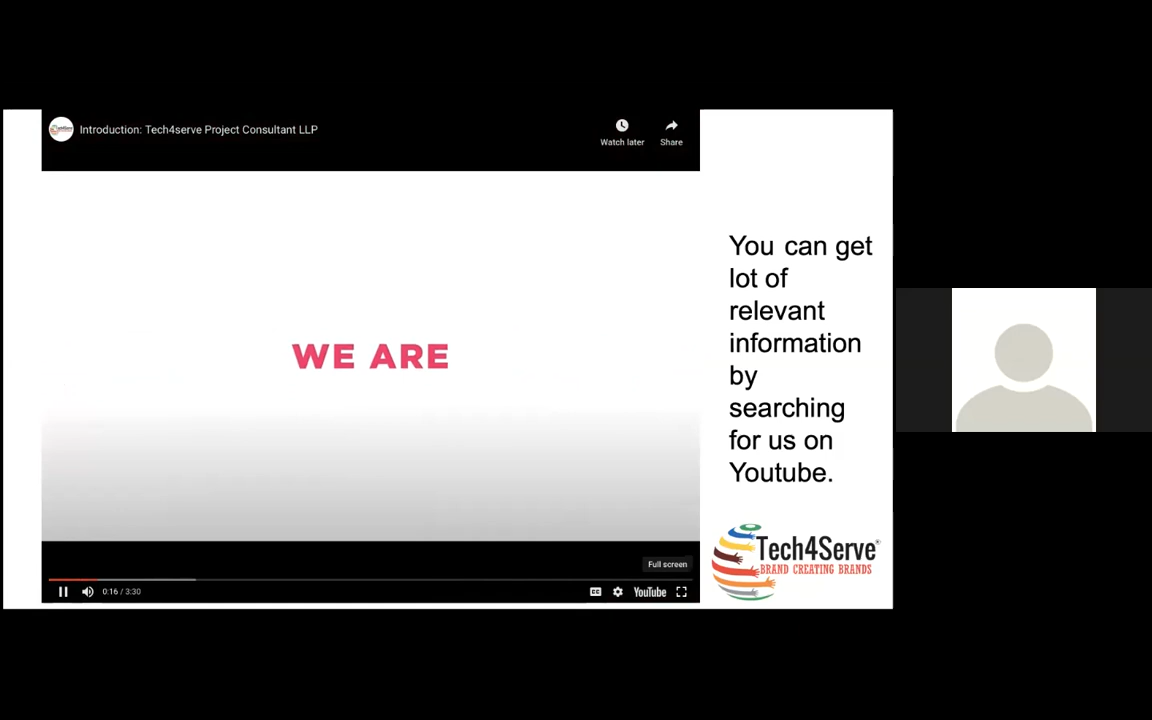 Introduction: Tech4serve Project Consultant LLP
Watch later
Share
WE ARE
You can get
lot of
relevant
information
by
searching
for us on
Youtube.
Tech4Serve
BRAND CREATING BRANDS
Full screen
0:16 / 3:30
CC
YouTube